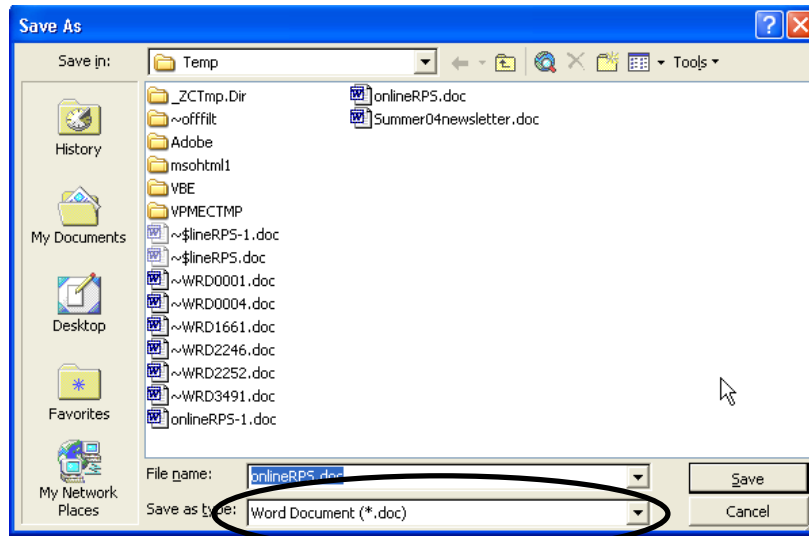 Save As
Save in:
Temp
Tools
History
My Documents
Desktop
Favorites
My Network
Places
_ZCTmp.Dir
~offfilt
Adobe
msohtml1
VBE
VPMECTMP
~$lineRPS-1.doc
~$lineRPS.doc
~WRD0001.doc
~WRD0004.doc
~WRD1661.doc
~WRD2246.doc
~WRD2252.doc
~WRD3491.doc
onlineRPS-1.doc
onlineRPS.doc
Summer04newsletter.doc
File name:
onlineRPS.doc
Save
Save as type:
Word Document (*.doc)
Cancel